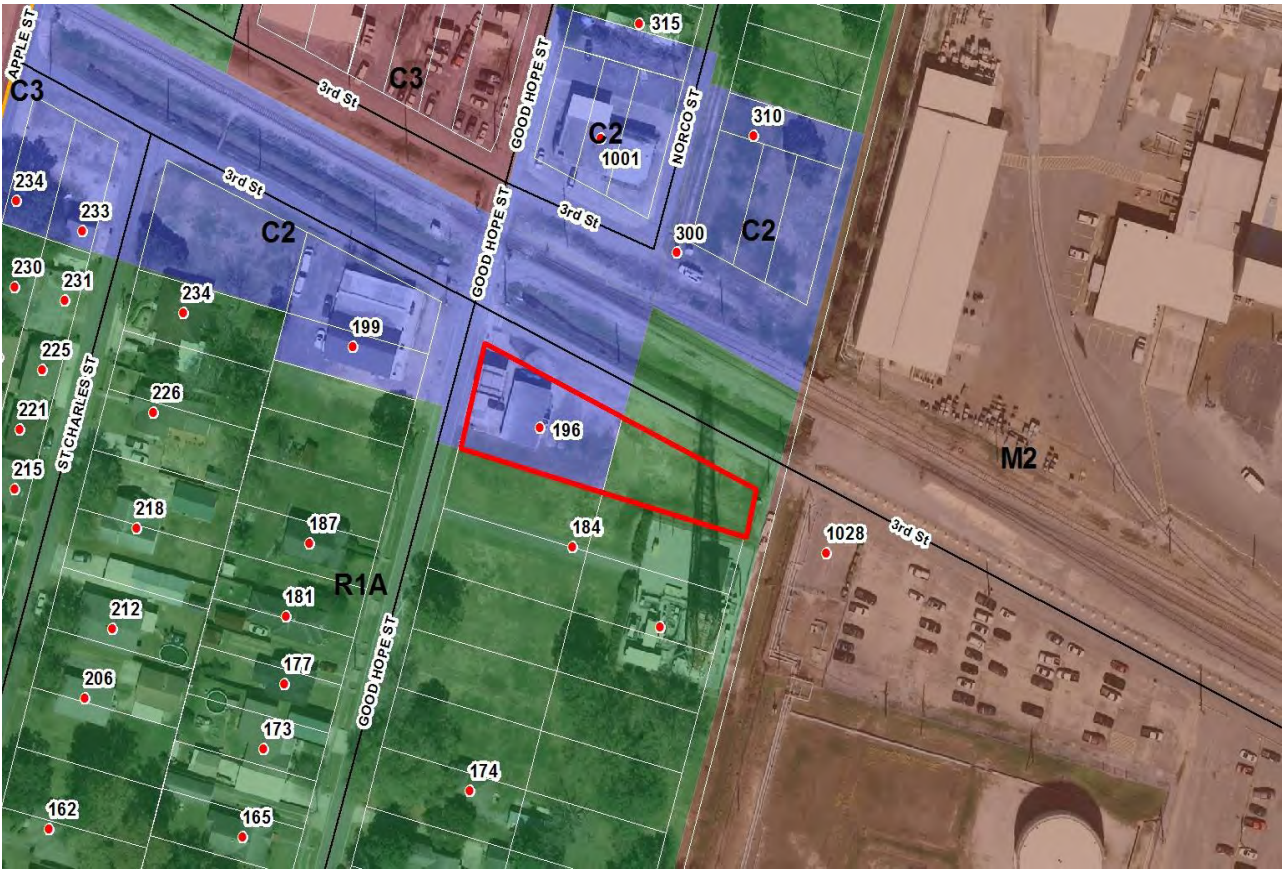 APPLE ST
315
C3
3rd St
C3
GOOD HOPE ST
NORCO ST
310
C2
1001
234
3rd St
233
C2
GOOD HOPE ST
3rd St
300
C2
230
231
234
199
225
226
196
221
ST CHARLES ST
M2
215
218
187
184
3rd St
1028
R1A
181
212
177
GOOD HOPE ST
206
173
174
162
165